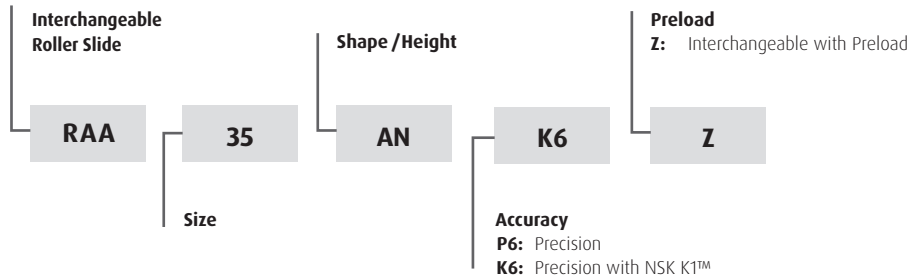 Interchangeable
Roller Slide
Shape / Height
Preload
Z: Interchangeable with Preload
RAA
35
AN
K6
Z
Size
Accuracy
P6: Precision
K6: Precision with NSK K1™